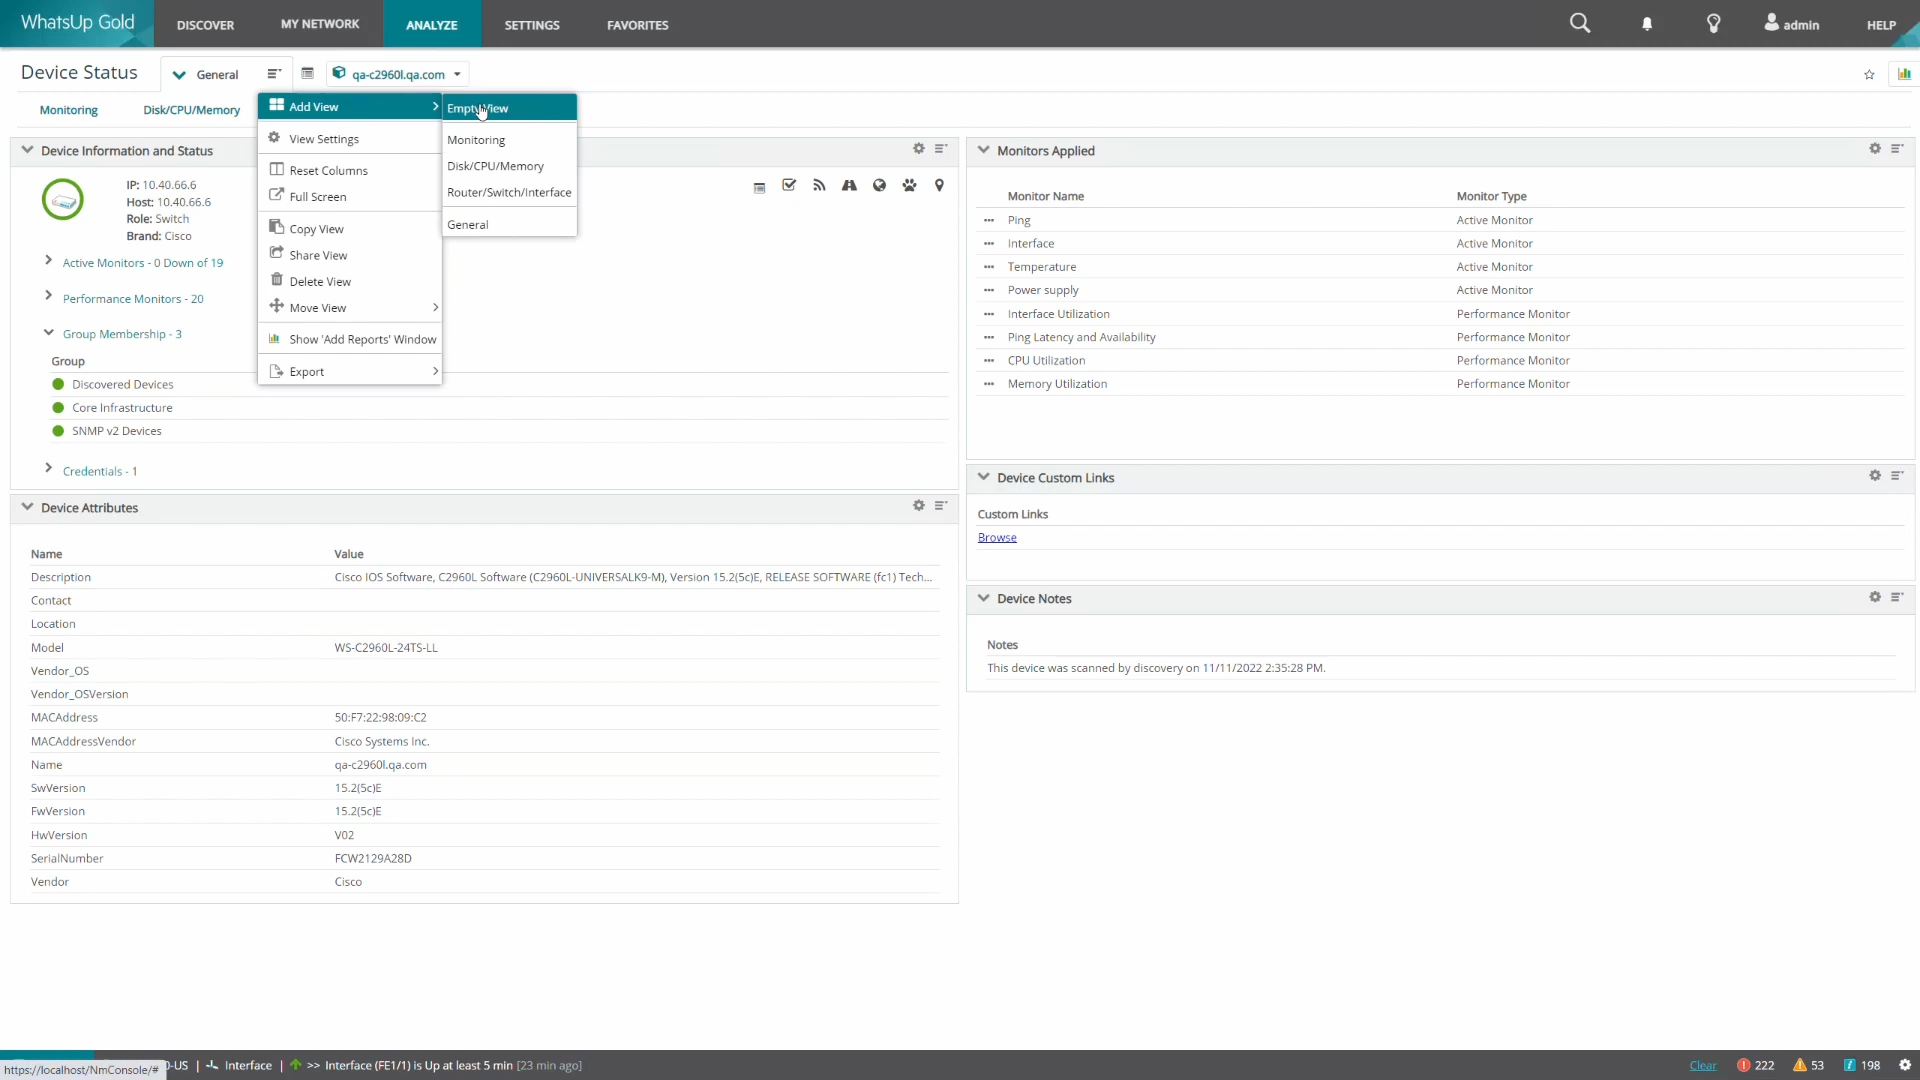 WhatsUp Gold
DISCOVER
MY NETWORK
ANALYZE
SETTINGS
FAVORITES
admin
HELP
Device Status
General
qa-c2960l.qa.com
Monitoring
Disk/CPU/Memory
Add View
View Settings
Reset Columns
Full Screen
Copy View
Share View
Delete View
Move View
Show 'Add Reports' Window
Export
Empty View
Monitoring
Disk/CPU/Memory
Router/Switch/Interface
General
Device Information and Status
IP: 10.40.66.6
Host: 10.40.66.6
Role: Switch
Brand: Cisco
Active Monitors - 0 Down of 19
Performance Monitors - 20
Group Membership - 3
Group
Discovered Devices
Core Infrastructure
SNMP v2 Devices
Credentials - 1
Device Attributes
Name Value
Description Cisco IOS Software, C2960L Software (C2960L-UNIVERSALK9-M), Version 15.2(5c)E, RELEASE SOFTWARE (fc1) Tech...
Contact
Location
Model WS-C2960L-24TS-LL
Vendor_OS
Vendor_OSVersion
MACAddress 50:F7:22:98:09:C2
MACAddressVendor Cisco Systems Inc.
Name qa-c2960l.qa.com
SwVersion 15.2(5c)E
FwVersion 15.2(5c)E
HwVersion V02
SerialNumber FCW2129A28D
Vendor Cisco
Monitors Applied
Monitor Name Monitor Type
Ping Active Monitor
Interface Active Monitor
Temperature Active Monitor
Power supply Active Monitor
Interface Utilization Performance Monitor
Ping Latency and Availability Performance Monitor
CPU Utilization Performance Monitor
Memory Utilization Performance Monitor
Device Custom Links
Custom Links
Browse
Device Notes
Notes
This device was scanned by discovery on 11/11/2022 2:35:28 PM.
https://localhost/NmConsole/#
-US | Interface | >> Interface (FE1/1) is Up at least 5 min [23 min ago]
Clear
222
53
198